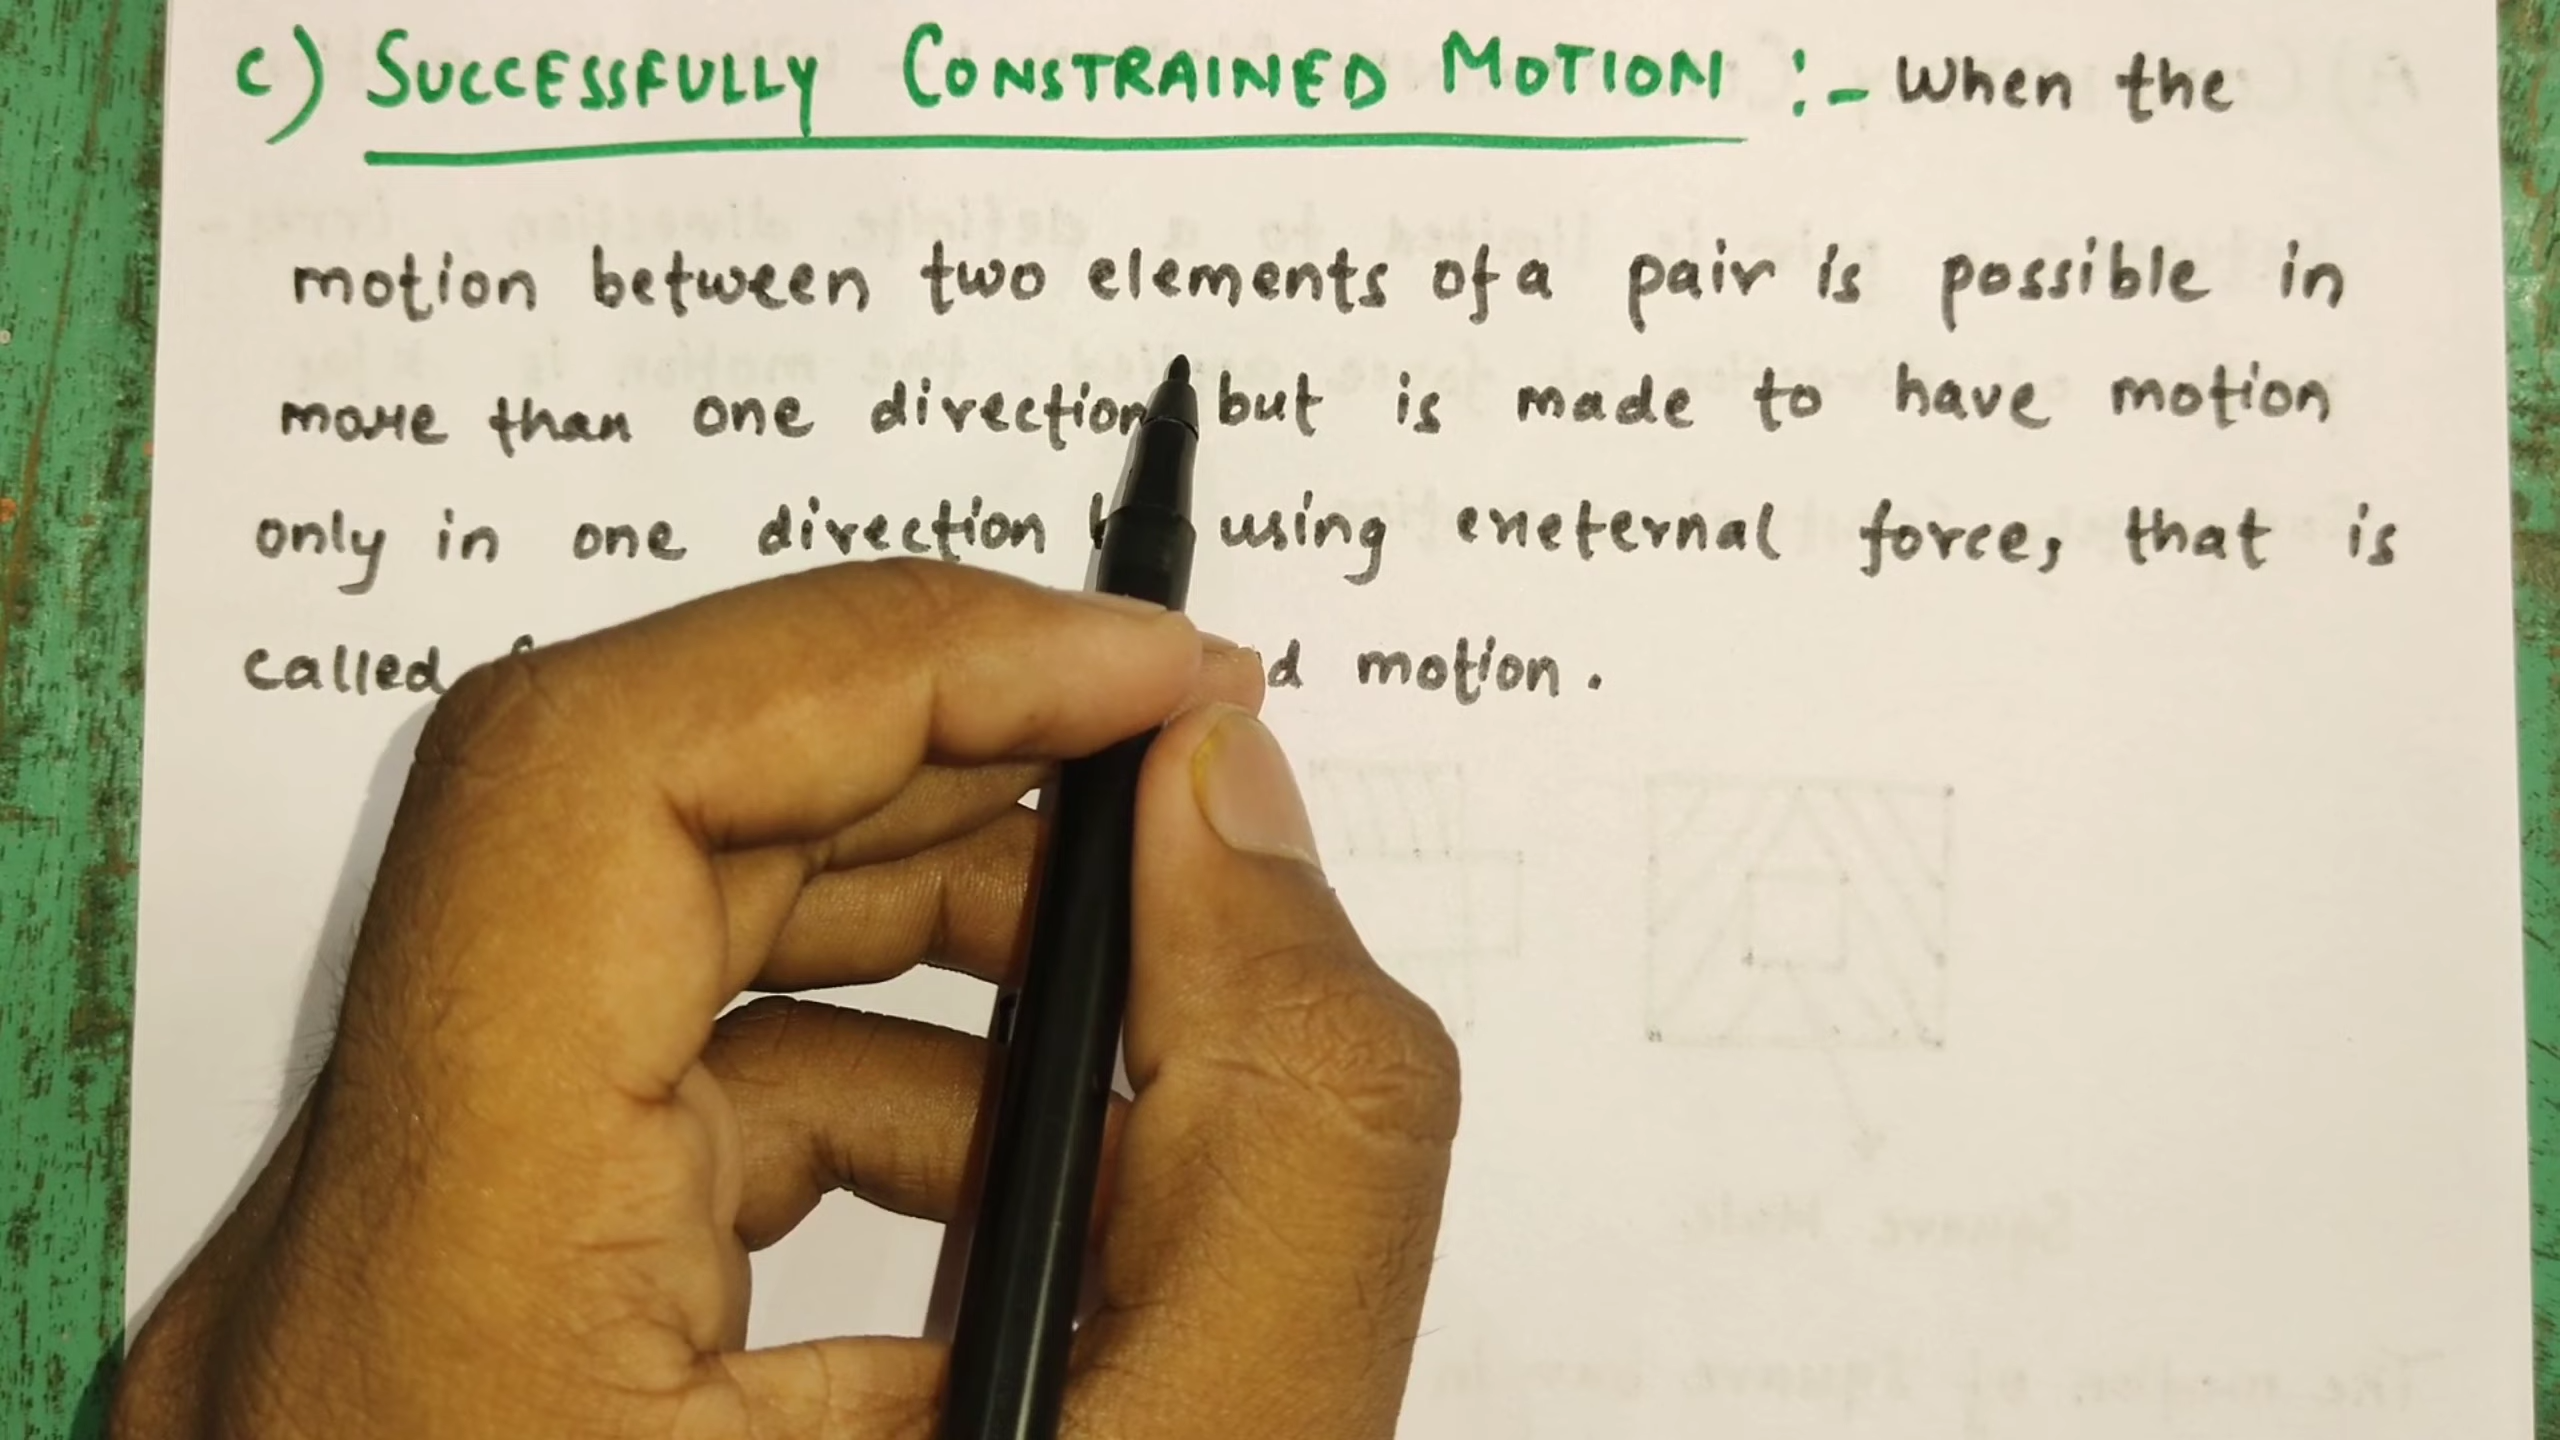 c) SUCCESSFULLY CONSTRAINED MOTION :- When the
motion between two elements of a pair is possible in
more than one direction but is made to have motion
only in one direction using exeternal force, that is
called motion.